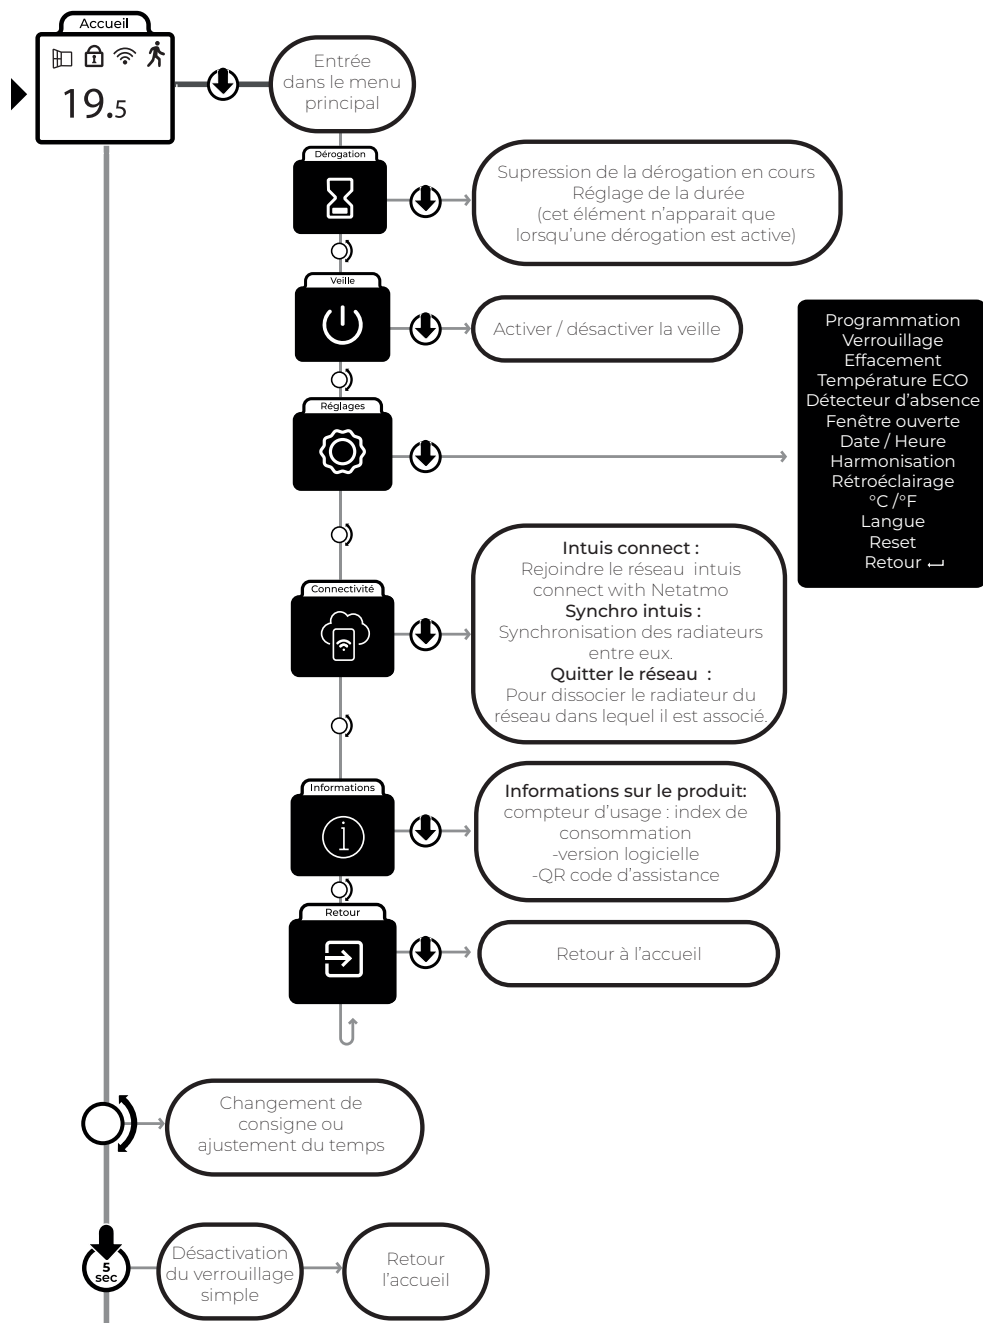 Accueil
19.5
Entrée
dans le menu
principal
Dérogation
Supression de la dérogation en cours
Réglage de la durée
(cet élément n'apparait que
lorsqu'une dérogation est active)
Veille
Activer / désactiver la veille
Réglages
Programmation
Verrouillage
Effacement
Température ECO
Détecteur d'absence
Fenêtre ouverte
Date / Heure
Harmonisation
Rétroéclairage
°C /°F
Langue
Reset
Retour ↵
Connectivité
Intuis connect :
Rejoindre le réseau intuis
connect with Netatmo
Synchro intuis :
Synchronisation des radiateurs
entre eux.
Quitter le réseau :
Pour dissocier le radiateur du
réseau dans lequel il est associé.
Informations
Informations sur le produit:
compteur d'usage : index de
consommation
-version logicielle
-QR code d'assistance
Retour
Retour à l'accueil
Changement de
consigne ou
ajustement du temps
5
sec
Désactivation
du verrouillage
simple
Retour
l'accueil